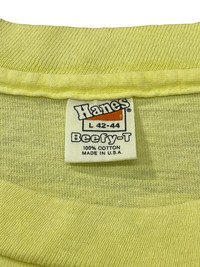 Hanes®
L 42-44
Beefy-T
100% COTTON
MADE IN U.S.A.